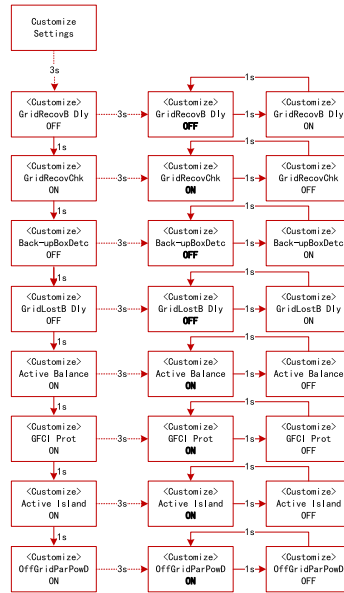 Customize
Settings
3s
1s
<Customize>
GridRecovB Dly
OFF
3s
<Customize>
GridRecovB Dly
OFF
1s
<Customize>
GridRecovB Dly
ON
1s
1s
<Customize>
GridRecovChk
ON
3s
<Customize>
GridRecovChk
ON
1s
<Customize>
GridRecovChk
OFF
1s
1s
<Customize>
Back-upBoxDetc
OFF
3s
<Customize>
Back-upBoxDetc
OFF
1s
<Customize>
Back-upBoxDetc
ON
1s
1s
<Customize>
GridLostB Dly
OFF
3s
<Customize>
GridLostB Dly
OFF
1s
<Customize>
GridLostB Dly
ON
1s
1s
<Customize>
Active Balance
ON
3s
<Customize>
Active Balance
ON
1s
<Customize>
Active Balance
OFF
1s
1s
<Customize>
GFCI Prot
ON
3s
<Customize>
GFCI Prot
ON
1s
<Customize>
GFCI Prot
OFF
1s
1s
<Customize>
Active Island
ON
3s
<Customize>
Active Island
ON
1s
<Customize>
Active Island
OFF
1s
1s
<Customize>
OffGridParPowD
ON
3s
<Customize>
OffGridParPowD
ON
1s
<Customize>
OffGridParPowD
OFF